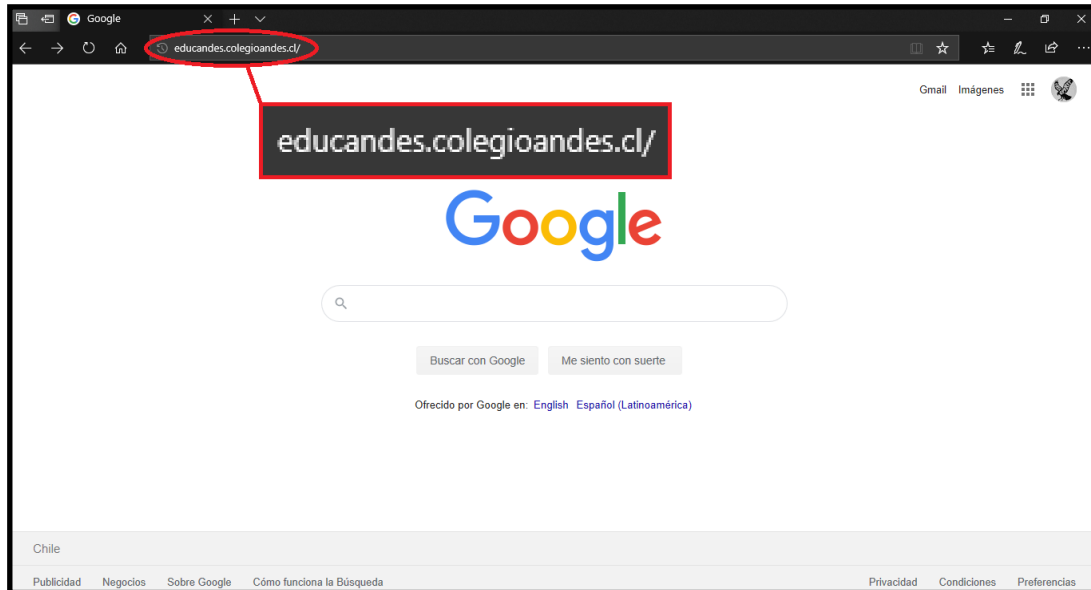 Google
educandes.colegioandes.cl/
Gmail Imágenes
educandes.colegioandes.cl/
Google
Buscar con Google Me siento con suerte
Ofrecido por Google en: English Español (Latinoamérica)
Chile
Publicidad Negocios Sobre Google Cómo funciona la Búsqueda Privacidad Condiciones Preferencias